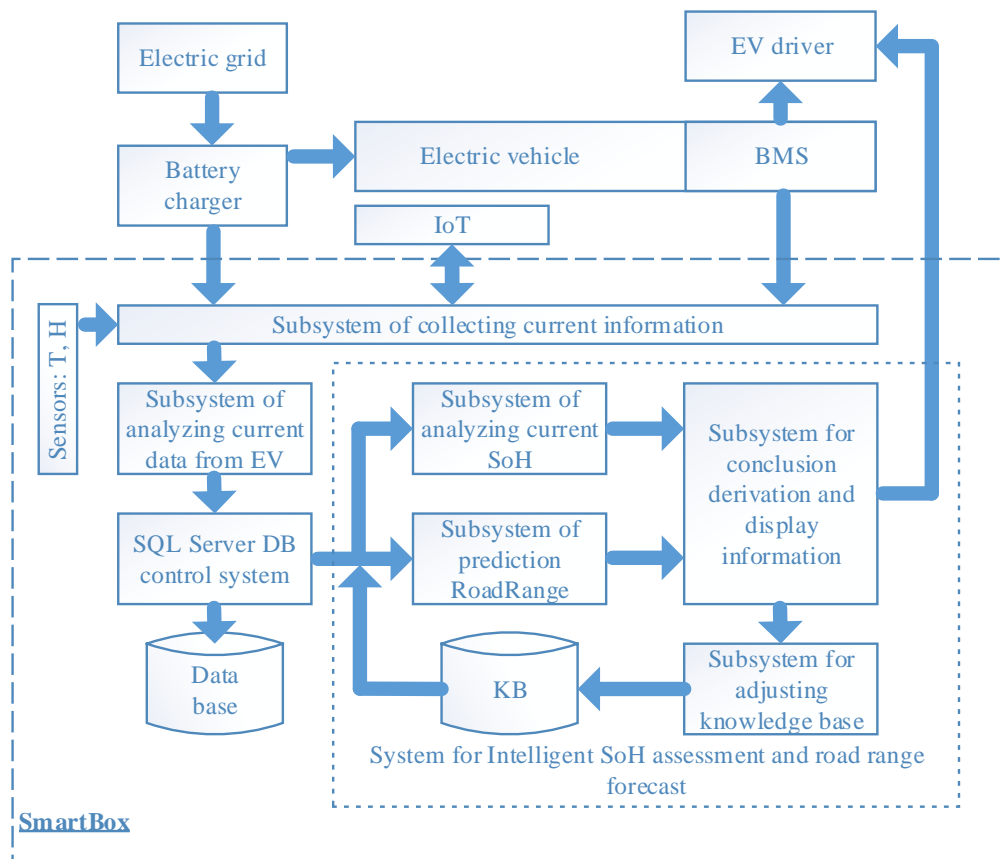 Electric grid
EV driver
Battery
charger
Electric vehicle
BMS
IoT
Sensors: T, H
Subsystem of collecting current information
Subsystem of
analyzing current
data from EV
Subsystem of
analyzing current
SoH
Subsystem for
conclusion
derivation and
display
information
SQL Server DB
control system
Subsystem of
prediction
RoadRange
Data
base
KB
Subsystem for
adjusting
knowledge base
System for Intelligent SoH assessment and road range
forecast
SmartBox